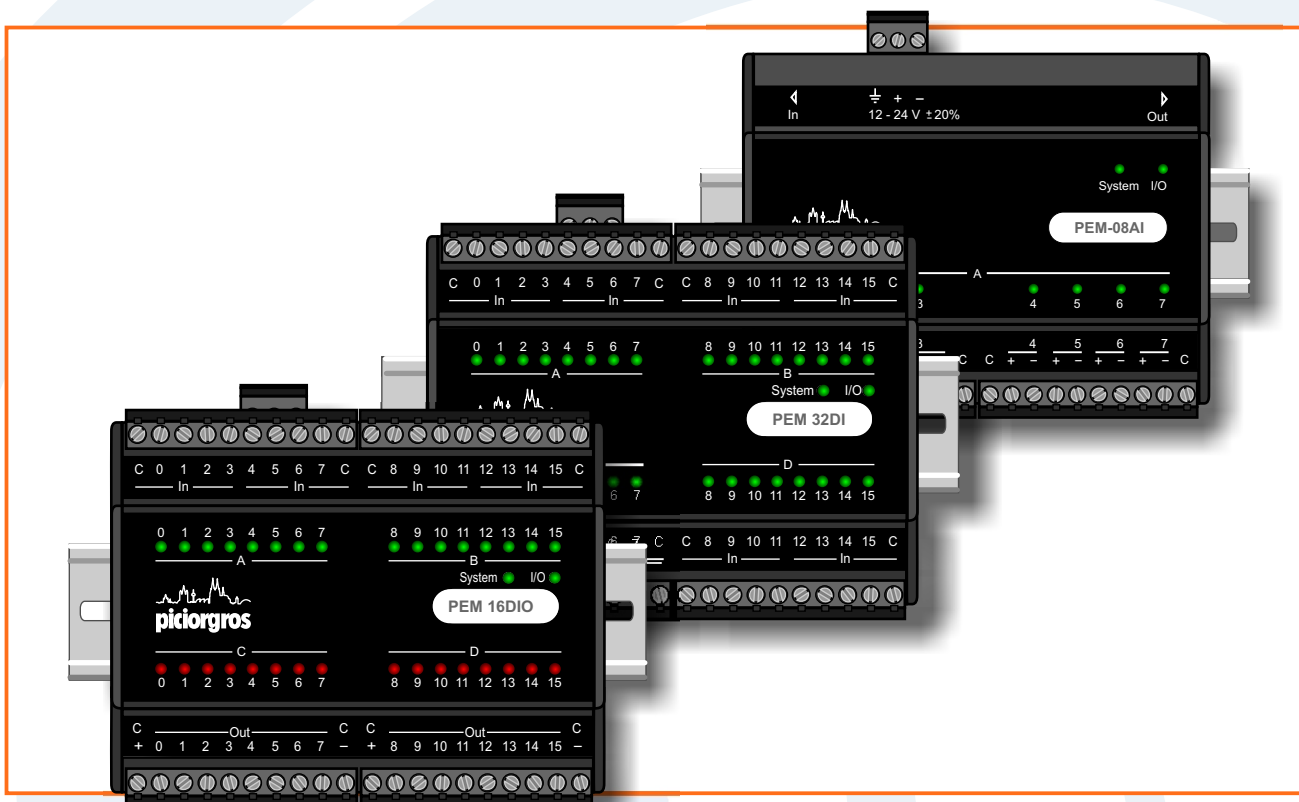 In + − Out
12 - 24 V ±20%
System I/O
PEM-08AI
A
3 4 5 6 7
3 4 5 6 7
C C + − + − + − + − C
C 0 1 2 3 4 5 6 7 C C 8 9 10 11 12 13 14 15 C
In In In In
0 1 2 3 4 5 6 7 8 9 10 11 12 13 14 15
A B
System I/O
PEM 32DI
D
6 7 8 9 10 11 12 13 14 15
6 7 C C 8 9 10 11 12 13 14 15 C
In In
C 0 1 2 3 4 5 6 7 C C 8 9 10 11 12 13 14 15 C
In In In In
0 1 2 3 4 5 6 7 8 9 10 11 12 13 14 15
A B
System I/O
piciorgros
PEM 16DIO
C D
0 1 2 3 4 5 6 7 8 9 10 11 12 13 14 15
C Out C C Out C
+ 0 1 2 3 4 5 6 7 − + 8 9 10 11 12 13 14 15 −